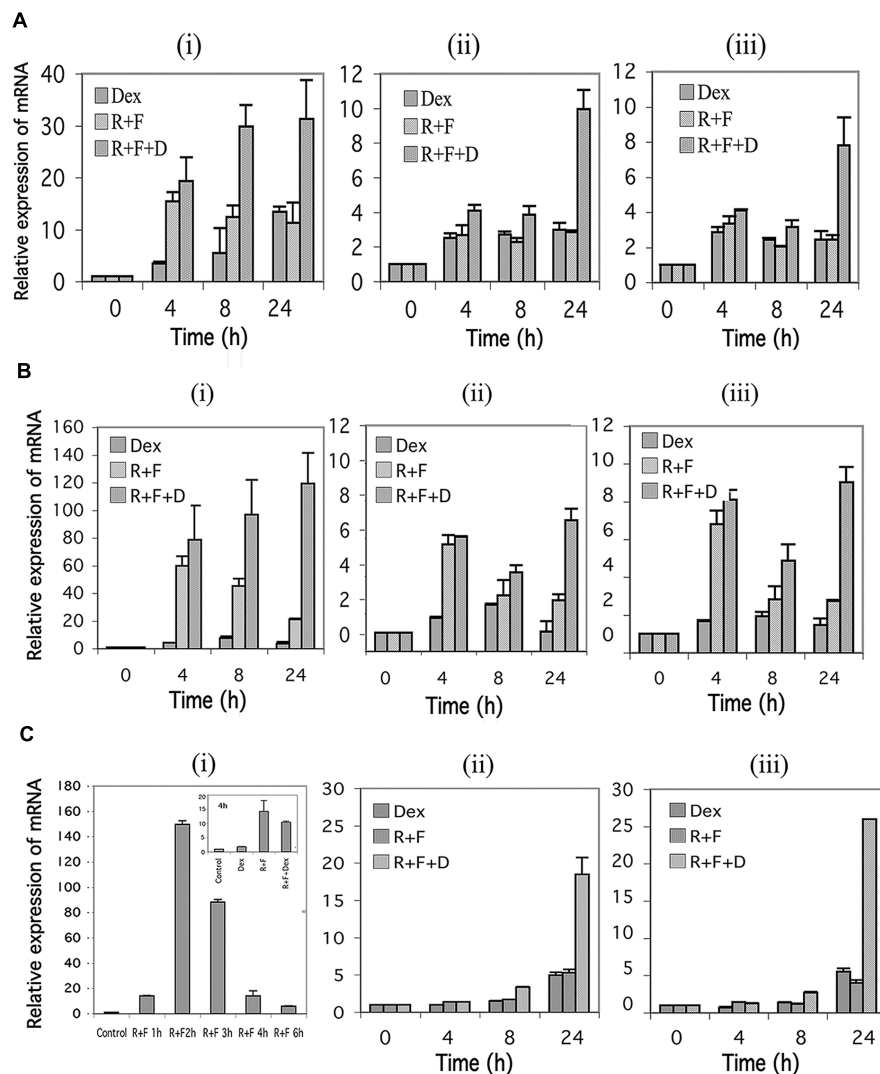 A
(i)
(ii)
(iii)
Relative expression of mRNA
40
30
20
10
0
Dex
R+F
R+F+D
0 4 8 24
Time (h)
12
10
8
6
4
2
0
Dex
R+F
R+F+D
0 4 8 24
Time (h)
12
10
8
6
4
2
0
Dex
R+F
R+F+D
0 4 8 24
Time (h)
B
(i)
(ii)
(iii)
Relative expression of mRNA
160
140
120
100
80
60
40
20
0
Dex
R+F
R+F+D
0 4 8 24
Time (h)
12
10
8
6
4
2
0
Dex
R+F
R+F+D
0 4 8 24
Time (h)
12
10
8
6
4
2
0
Dex
R+F
R+F+D
0 4 8 24
Time (h)
C
(i)
(ii)
(iii)
Relative expression of mRNA
180
160
140
120
100
80
60
40
20
0
Control R+F 1h R+F2h R+F 3h R+F 4h R+F 6h
20
15
10
5
0
4h
Control
Dex
R+F
R+F+Dex
30
25
20
15
10
5
0
Dex
R+F
R+F+D
0 4 8 24
Time (h)
30
25
20
15
10
5
0
Dex
R+F
R+F+D
0 4 8 24
Time (h)